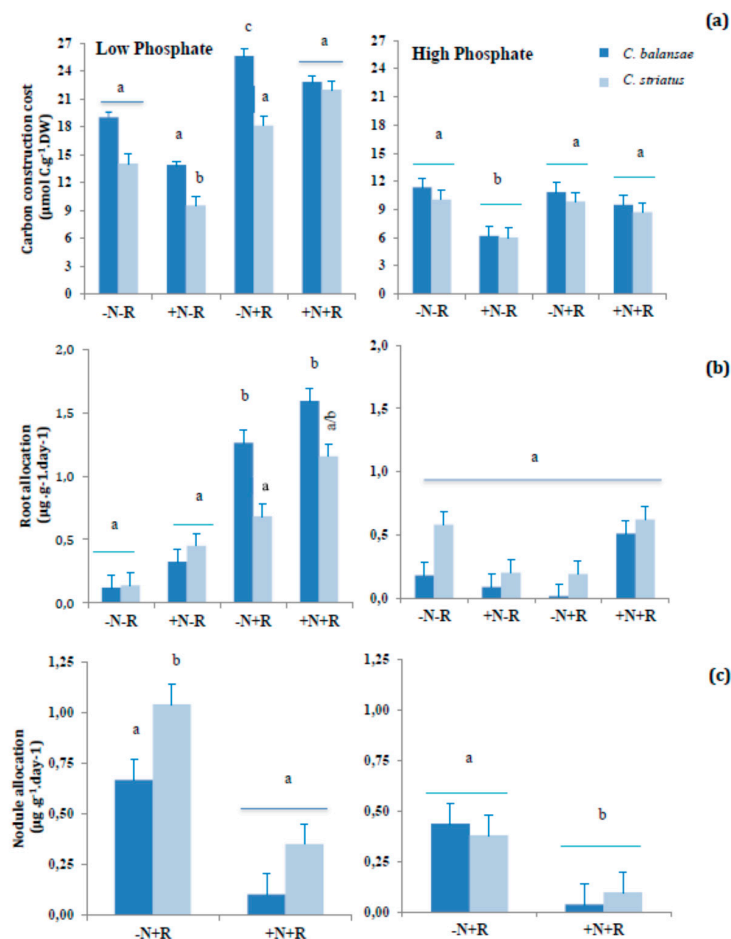 (a)
Low Phosphate
High Phosphate
C. balansae
C. striatus
Carbon construction cost
(µmol C.g-1.DW)
27
24
21
18
15
12
9
6
3
0
a
a
b
c
a
a
-N-R +N-R -N+R +N+R
27
24
21
18
15
12
9
6
3
0
a
b
a
a
-N-R +N-R -N+R +N+R
(b)
Root allocation
(µg.g-1.day-1)
2,0
1,5
1,0
0,5
0,0
a
a
b
a
b
a/b
-N-R +N-R -N+R +N+R
2,0
1,5
1,0
0,5
0,0
a
-N-R +N-R -N+R +N+R
(c)
Nodule allocation
(µg.g-1.day-1)
1,25
1,00
0,75
0,50
0,25
0,00
a
b
a
-N+R +N+R
1,25
1,00
0,75
0,50
0,25
0,00
a
b
-N+R +N+R